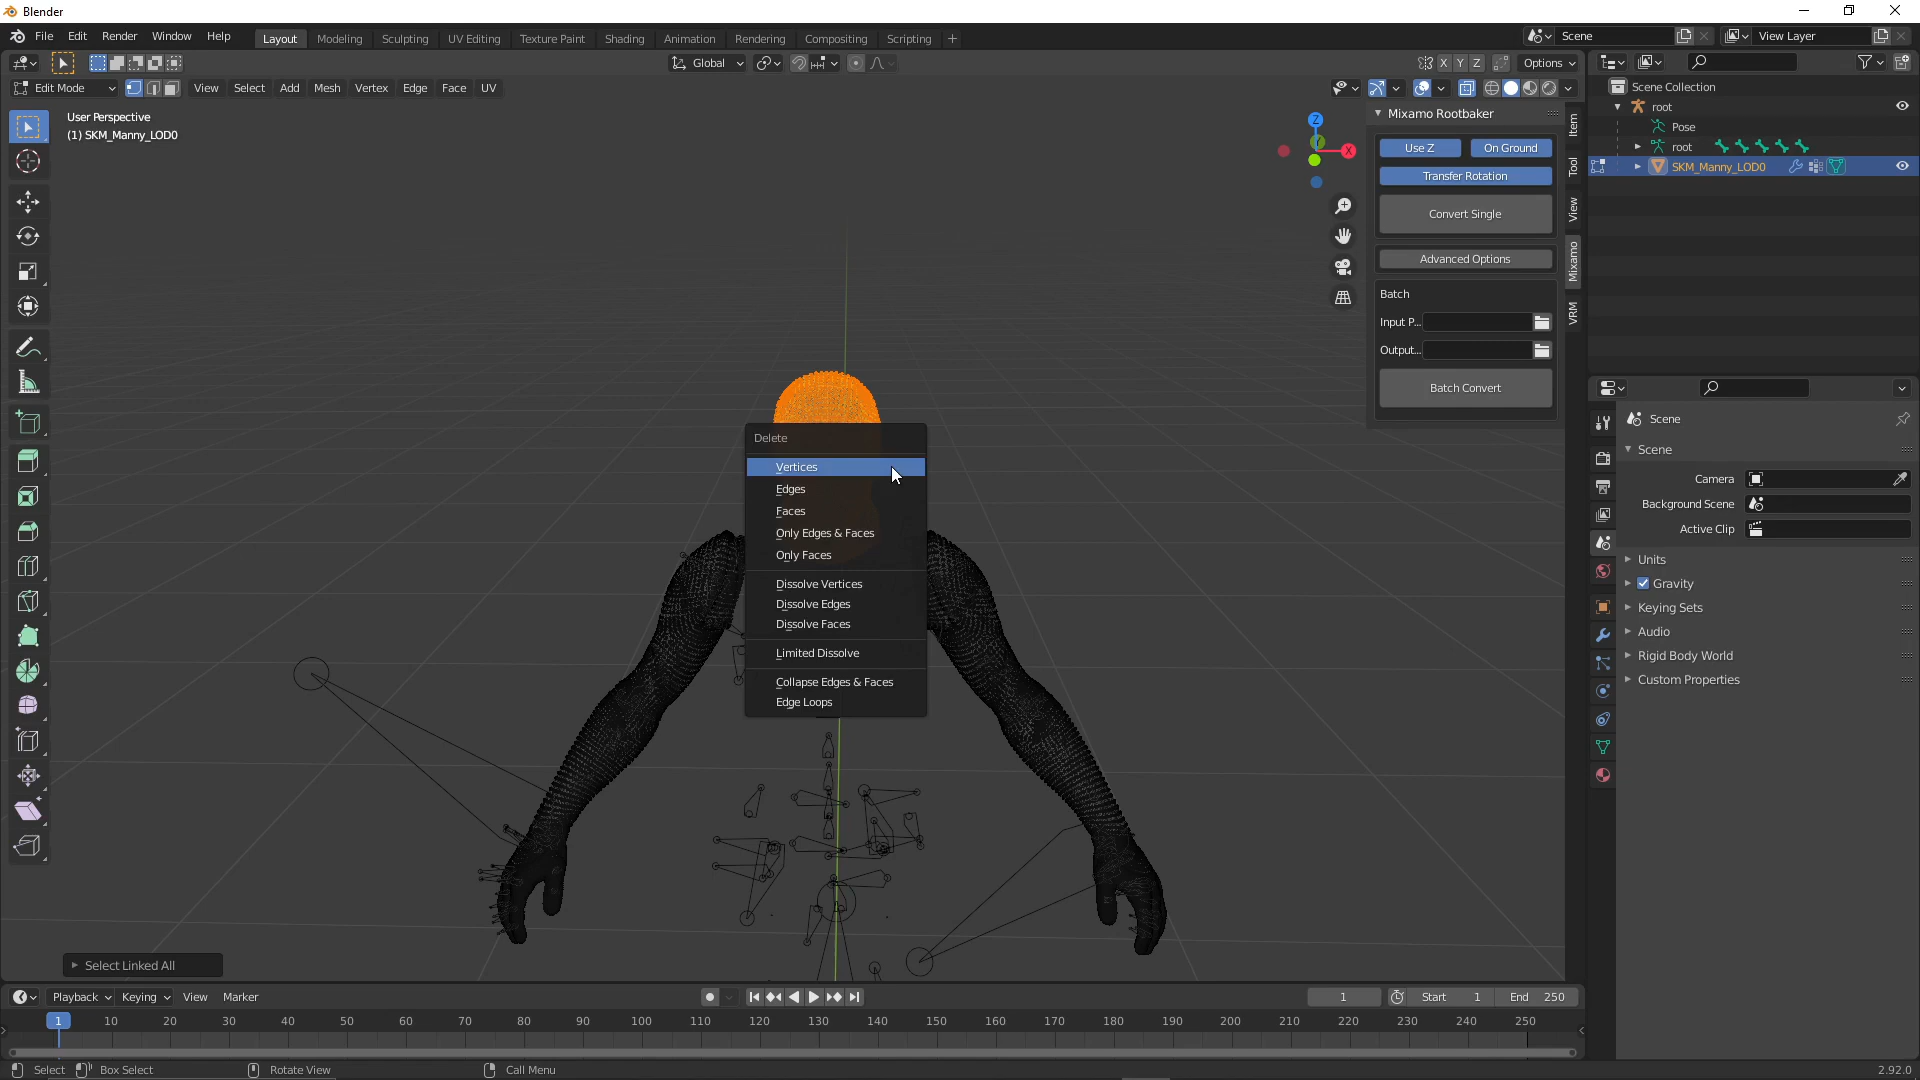 Blender
File Edit Render Window Help
Layout Modeling Sculpting UV Editing Texture Paint Shading Animation Rendering Compositing Scripting +
Scene
View Layer
Global
X Y Z
Options
Edit Mode
View Select Add Mesh Vertex Edge Face UV
User Perspective
(1) SKM_Manny_LOD0
Z
X
Mixamo Rootbaker
Use Z
On Ground
Transfer Rotation
Convert Single
Advanced Options
Batch
Input P...
Output...
Batch Convert
Item
Tool
View
Mixamo
VRM
Scene Collection
root
Pose
root
SKM_Manny_LOD0
Scene
Scene
Camera
Background Scene
Active Clip
Units
Gravity
Keying Sets
Audio
Rigid Body World
Custom Properties
Delete
Vertices
Edges
Faces
Only Edges & Faces
Only Faces
Dissolve Vertices
Dissolve Edges
Dissolve Faces
Limited Dissolve
Collapse Edges & Faces
Edge Loops
Select Linked All
Playback Keying View Marker
1
Start 1
End 250
1 10 20 30 40 50 60 70 80 90 100 110 120 130 140 150 160 170 180 190 200 210 220 230 240 250
Select Box Select Rotate View Call Menu
2.92.0